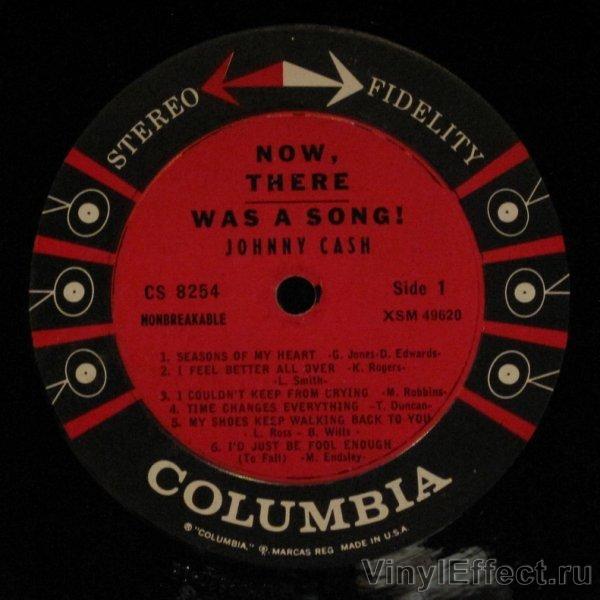 STEREO FIDELITY
NOW,
THERE
WAS A SONG!
JOHNNY CASH
CS 8254 Side 1
NONBREAKABLE XSM 49620
1. SEASONS OF MY HEART -G. Jones-D. Edwards-
2. I FEEL BETTER ALL OVER -K. Rogers-
-L. Smith-
3. I COULDN'T KEEP FROM CRYING -M. Robbins-
4. TIME CHANGES EVERYTHING -T. Duncan-
5. MY SHOES KEEP WALKING BACK TO YOU
-L. Ross - B. Wills-
6. I'D JUST BE FOOL ENOUGH
(To Fall) -M. Endsley-
COLUMBIA
® "COLUMBIA," ℗. MARCAS REG MADE IN U.S.A.
VinylEffect.ru